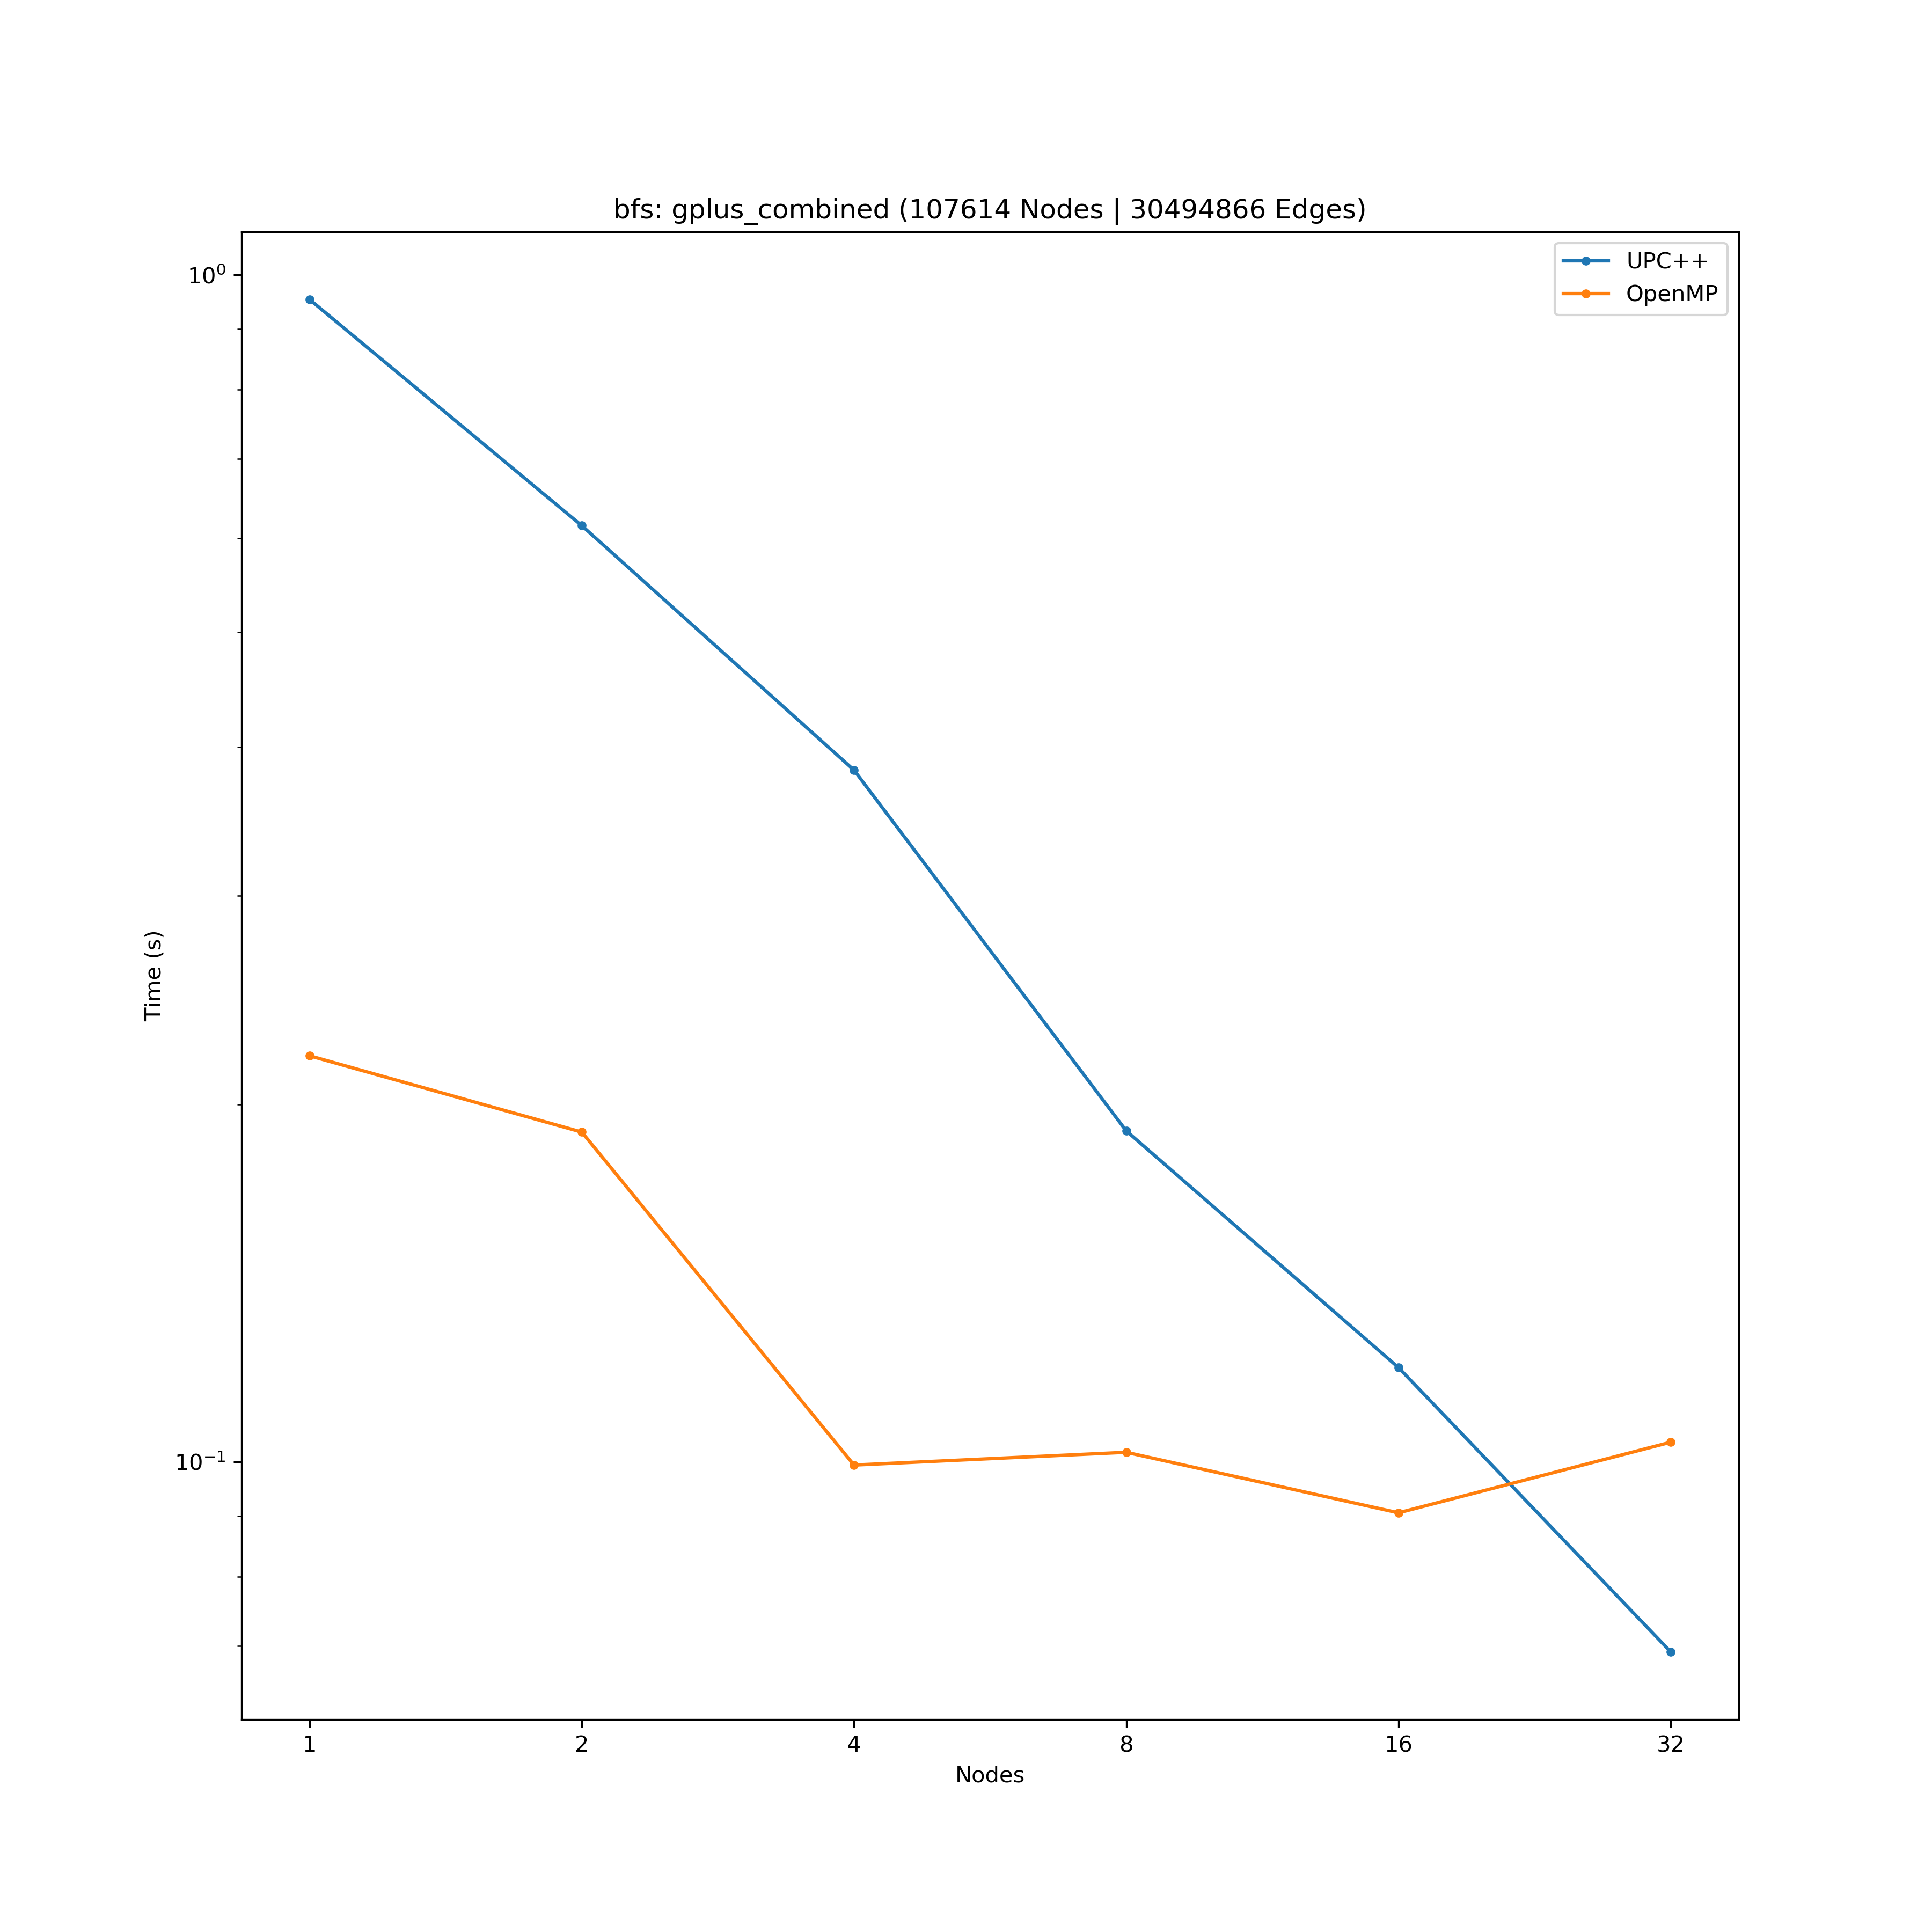 bfs: gplus_combined (107614 Nodes | 30494866 Edges)
10⁰
UPC++
OpenMP
Time (s)
10⁻¹
1 2 4 8 16 32
Nodes